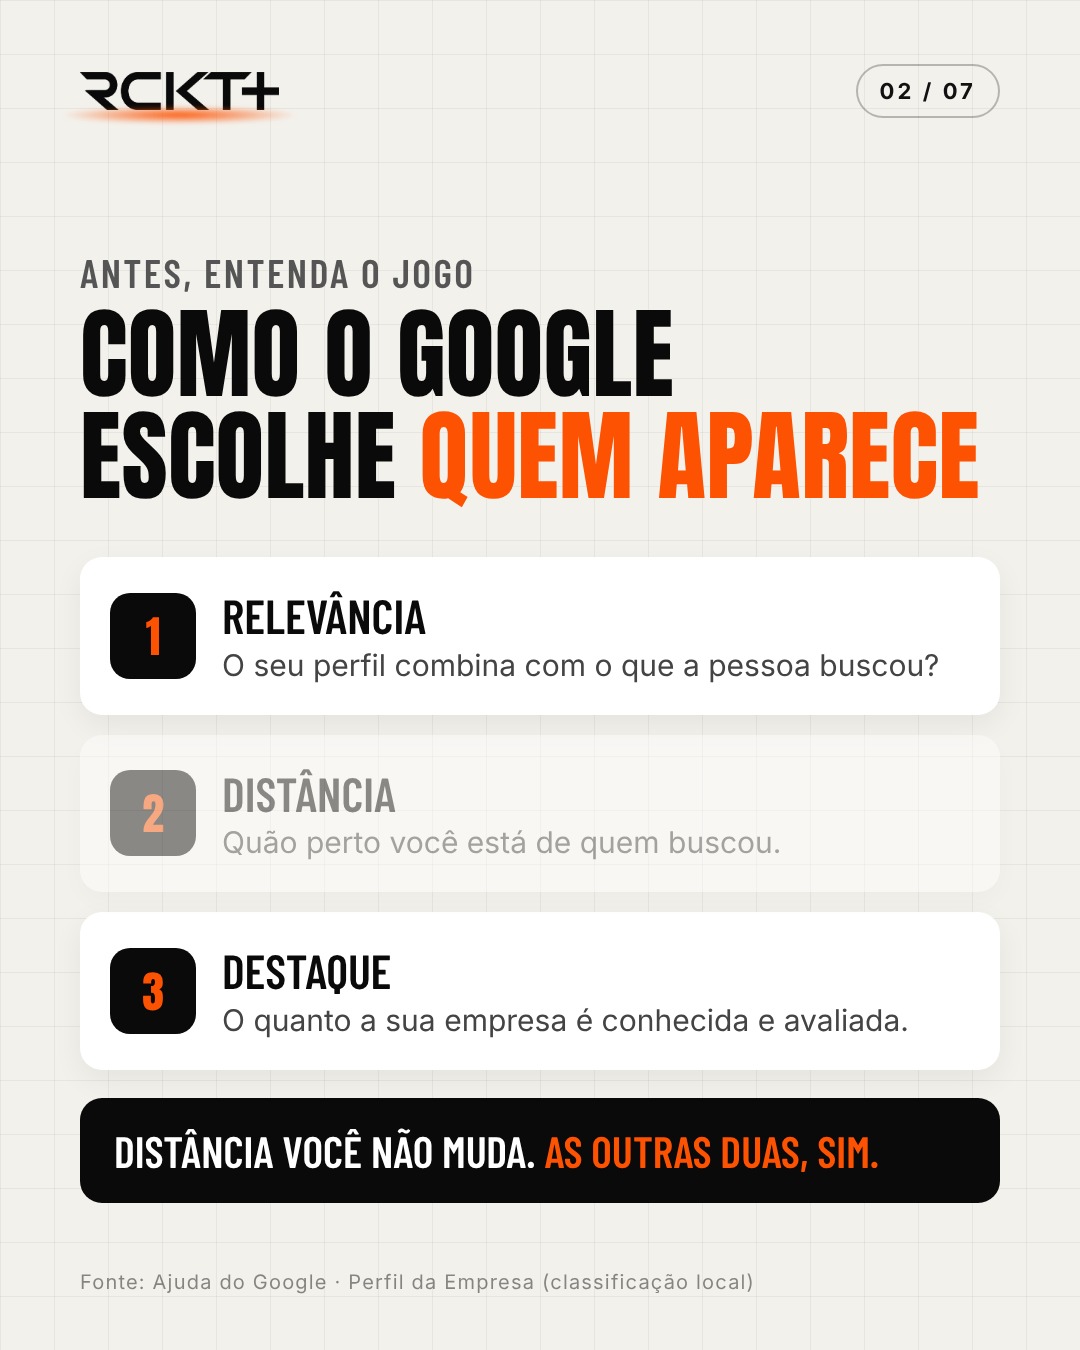 RCKT+
02 / 07
ANTES, ENTENDA O JOGO
COMO O GOOGLE
ESCOLHE QUEM APARECE
1
RELEVÂNCIA
O seu perfil combina com o que a pessoa buscou?
2
DISTÂNCIA
Quão perto você está de quem buscou.
3
DESTAQUE
O quanto a sua empresa é conhecida e avaliada.
DISTÂNCIA VOCÊ NÃO MUDA. AS OUTRAS DUAS, SIM.
Fonte: Ajuda do Google · Perfil da Empresa (classificação local)